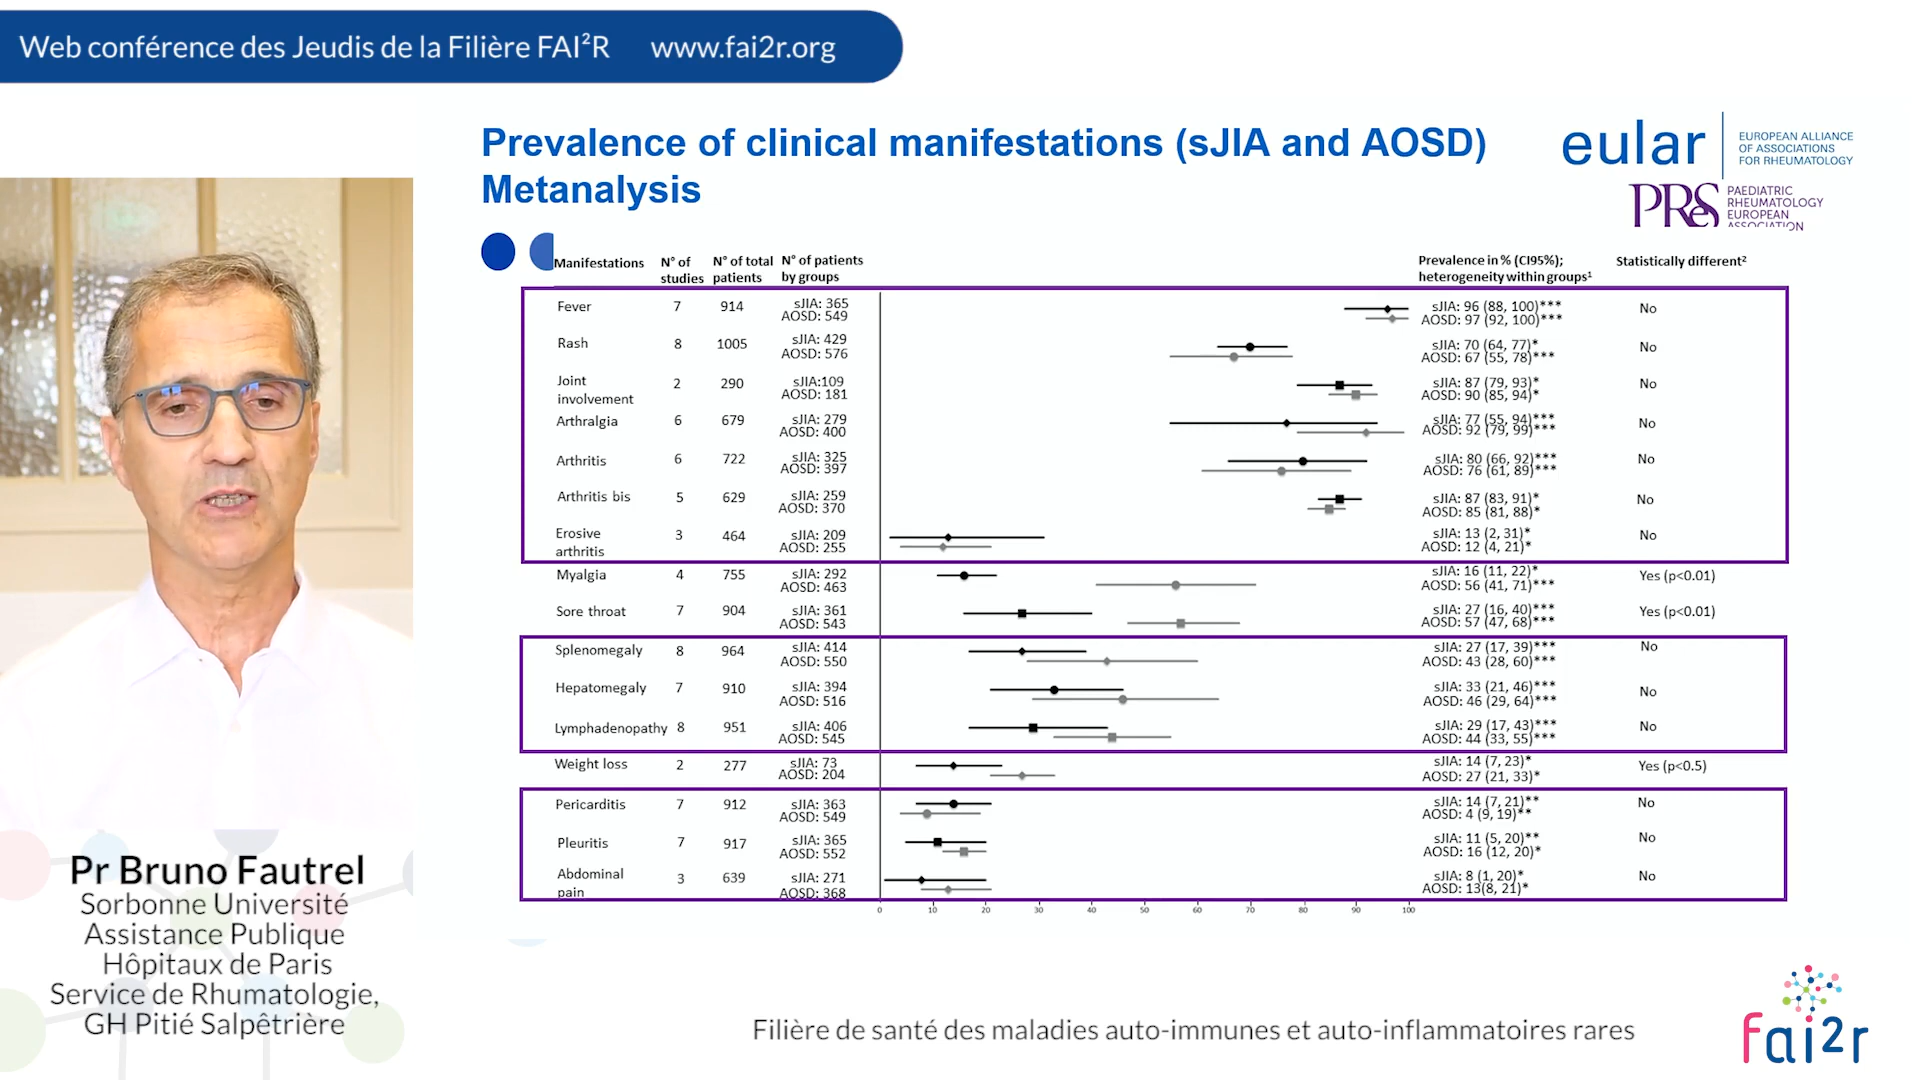 Web conférence des Jeudis de la Filière FAI²R www.fai2r.org
Prevalence of clinical manifestations (sJIA and AOSD)
Metanalysis
eular
EUROPEAN ALLIANCE
OF ASSOCIATIONS
FOR RHEUMATOLOGY
PReS
PAEDIATRIC
RHEUMATOLOGY
EUROPEAN
ASSOCIATION
Manifestations N° of studies N° of total patients N° of patients by groups Prevalence in % (CI95%); heterogeneity within groups¹ Statistically different²
Fever 7 914 sJIA: 365 AOSD: 549 sJIA: 96 (88, 100)*** AOSD: 97 (92, 100)*** No
Rash 8 1005 sJIA: 429 AOSD: 576 sJIA: 70 (64, 77)* AOSD: 67 (55, 78)*** No
Joint involvement 2 290 sJIA:109 AOSD: 181 sJIA: 87 (79, 93)* AOSD: 90 (85, 94)* No
Arthralgia 6 679 sJIA: 279 AOSD: 400 sJIA: 77 (55, 94)*** AOSD: 92 (79, 99)*** No
Arthritis 6 722 sJIA: 325 AOSD: 397 sJIA: 80 (66, 92)*** AOSD: 76 (61, 89)*** No
Arthritis bis 5 629 sJIA: 259 AOSD: 370 sJIA: 87 (83, 91)* AOSD: 85 (81, 88)* No
Erosive arthritis 3 464 sJIA: 209 AOSD: 255 sJIA: 13 (2, 31)* AOSD: 12 (4, 21)* No
Myalgia 4 755 sJIA: 292 AOSD: 463 sJIA: 16 (11, 22)* AOSD: 56 (41, 71)*** Yes (p<0.01)
Sore throat 7 904 sJIA: 361 AOSD: 543 sJIA: 27 (16, 40)*** AOSD: 57 (47, 68)*** Yes (p<0.01)
Splenomegaly 8 964 sJIA: 414 AOSD: 550 sJIA: 27 (17, 39)*** AOSD: 43 (28, 60)*** No
Hepatomegaly 7 910 sJIA: 394 AOSD: 516 sJIA: 33 (21, 46)*** AOSD: 46 (29, 64)*** No
Lymphadenopathy 8 951 sJIA: 406 AOSD: 545 sJIA: 29 (17, 43)*** AOSD: 44 (33, 55)*** No
Weight loss 2 277 sJIA: 73 AOSD: 204 sJIA: 14 (7, 23)* AOSD: 27 (21, 33)* Yes (p<0.5)
Pericarditis 7 912 sJIA: 363 AOSD: 549 sJIA: 14 (7, 21)** AOSD: 4 (9, 19)** No
Pleuritis 7 917 sJIA: 365 AOSD: 552 sJIA: 11 (5, 20)** AOSD: 16 (12, 20)* No
Abdominal pain 3 639 sJIA: 271 AOSD: 368 sJIA: 8 (1, 20)* AOSD: 13(8, 21)* No
0 10 20 30 40 50 60 70 80 90 100
Pr Bruno Fautrel
Sorbonne Université
Assistance Publique
Hôpitaux de Paris
Service de Rhumatologie,
GH Pitié Salpêtrière
Filière de santé des maladies auto-immunes et auto-inflammatoires rares
fai2r